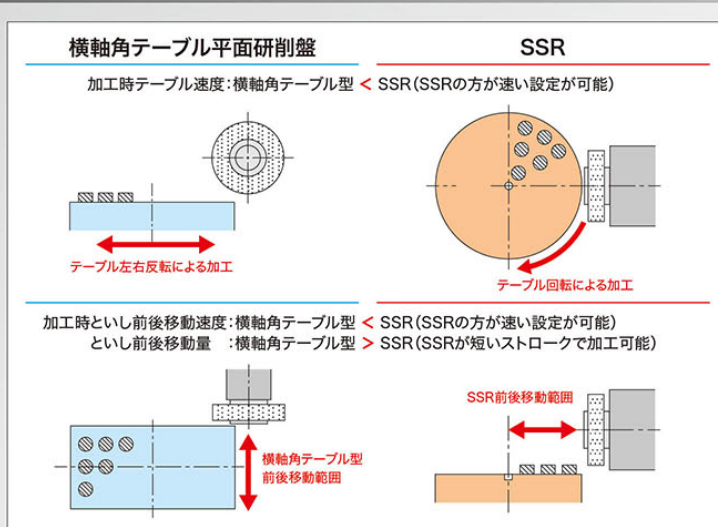 横軸角テーブル平面研削盤
SSR
加工時テーブル速度:横軸角テーブル型 < SSR(SSRの方が速い設定が可能)
テーブル左右反転による加工
テーブル回転による加工
加工時といし前後移動速度:横軸角テーブル型 < SSR(SSRの方が速い設定が可能)
といし前後移動量 :横軸角テーブル型 > SSR(SSRが短いストロークで加工可能)
横軸角テーブル型
前後移動範囲
SSR前後移動範囲